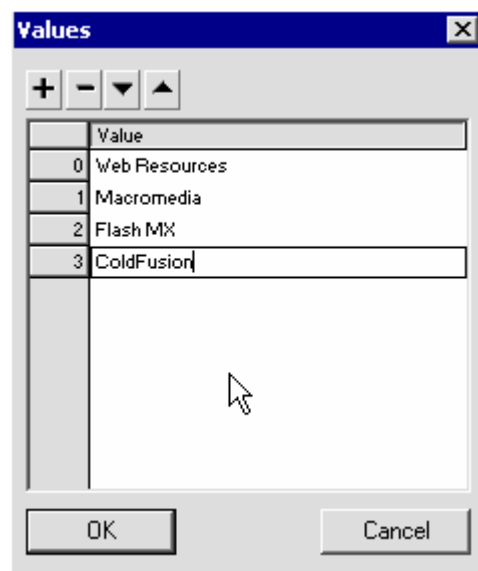 Values
Value
0 Web Resources
1 Macromedia
2 Flash MX
3 ColdFusion
OK Cancel